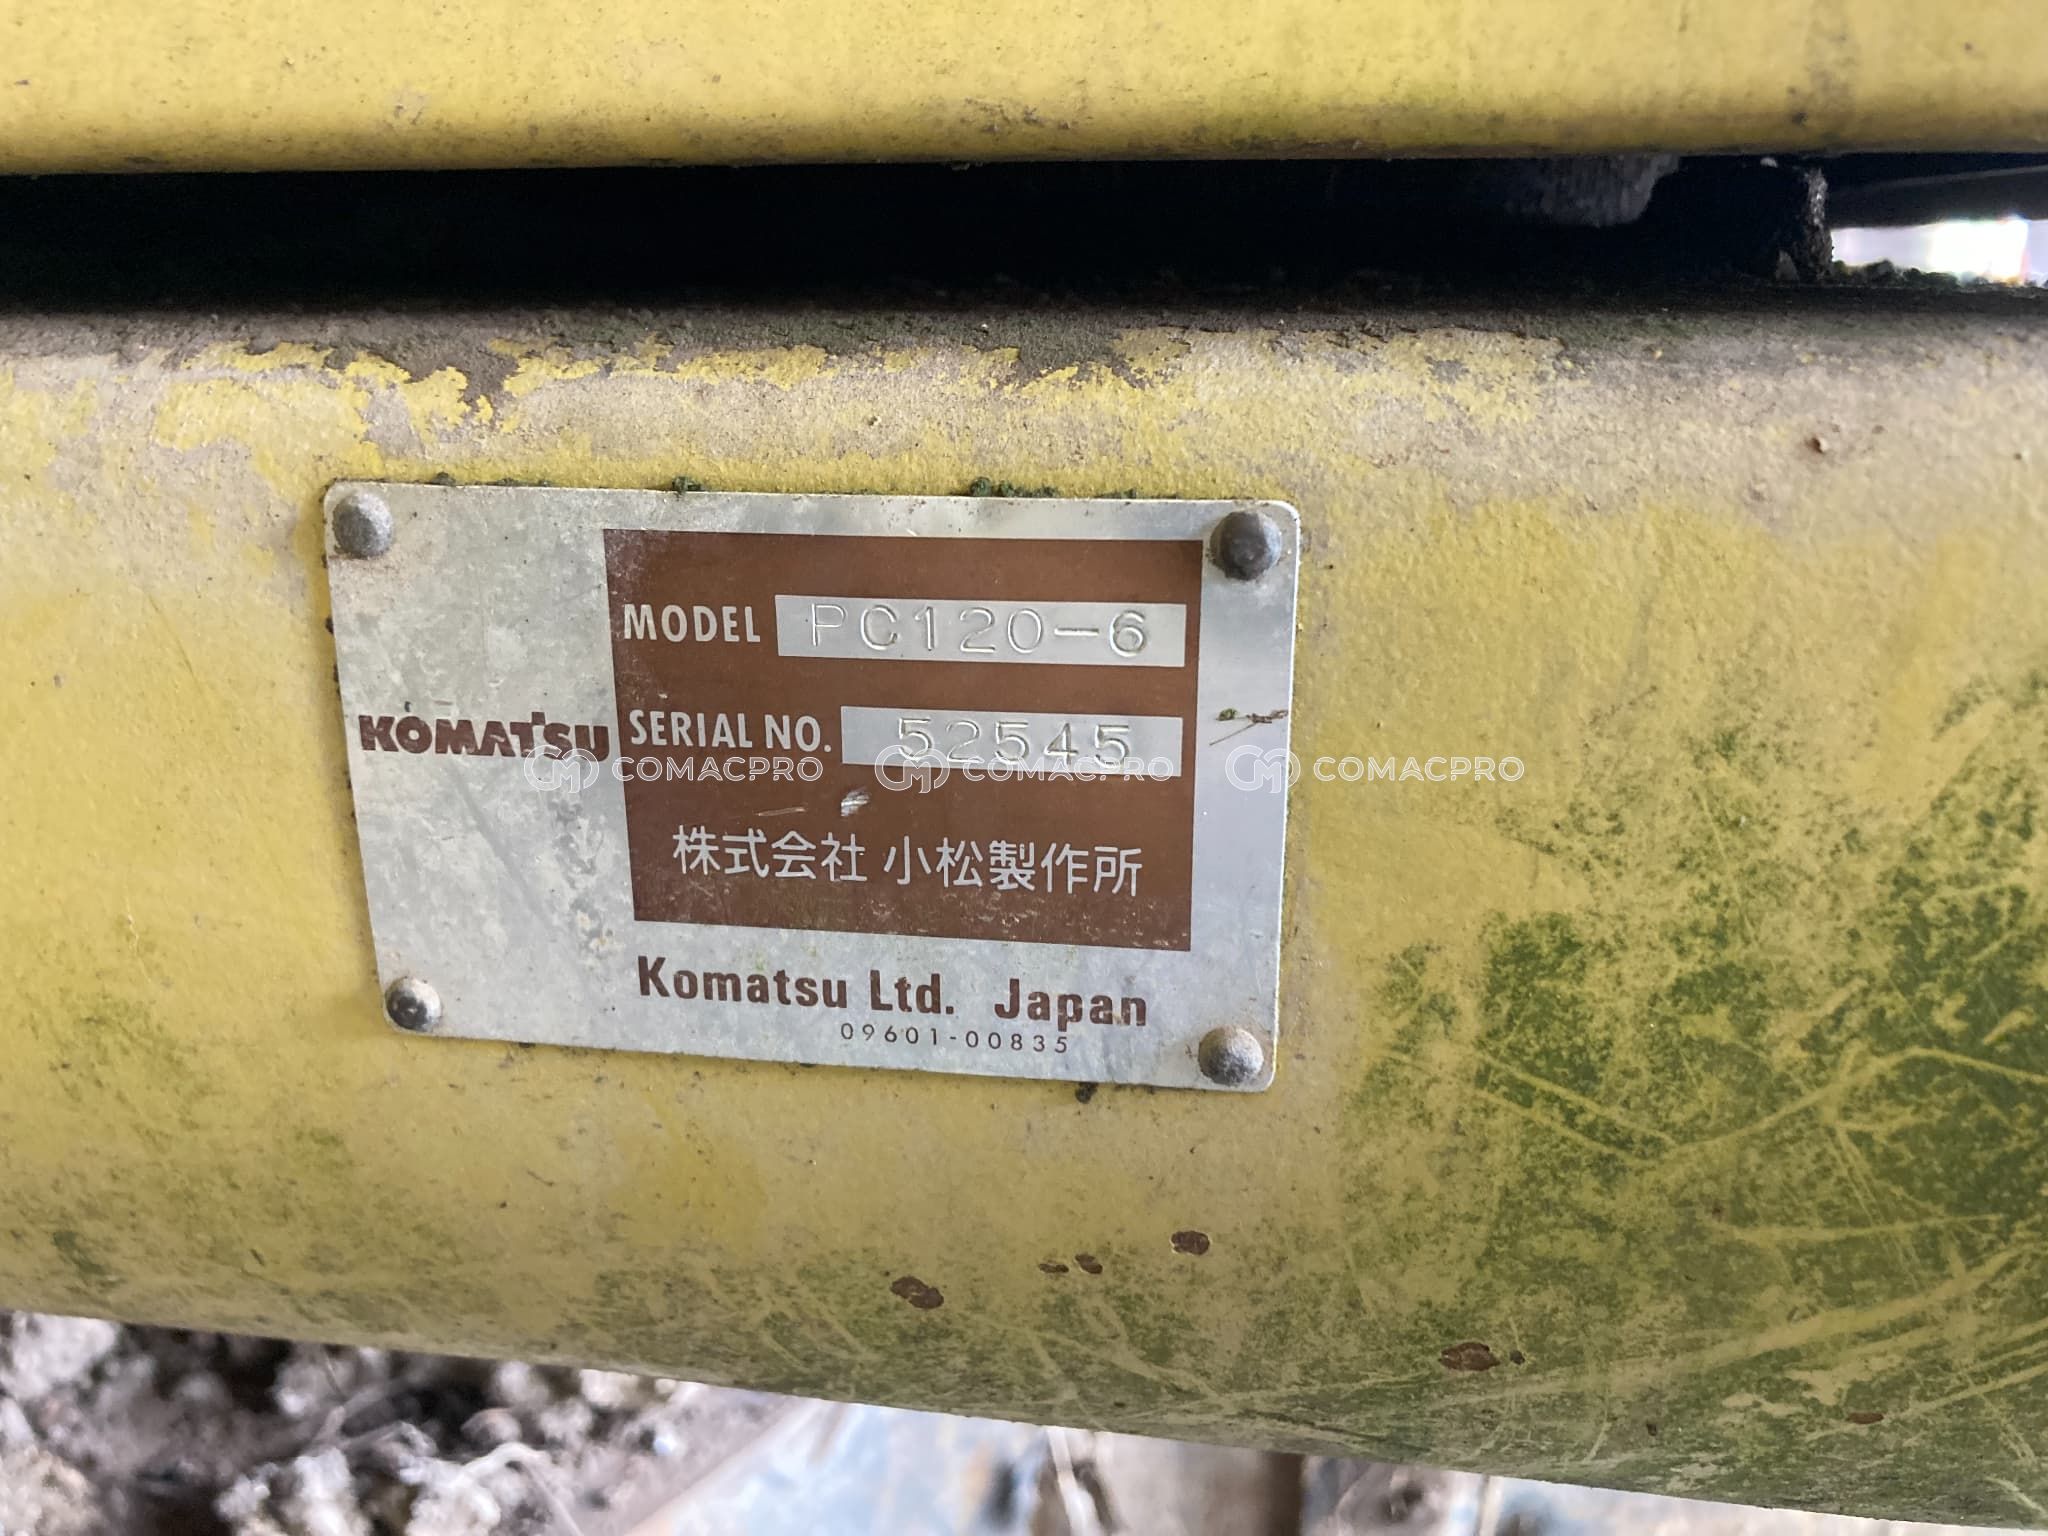 MODEL PC120-6
KOMATSU SERIAL NO. 52545
COMACPRO COMACPRO COMACPRO
株式会社 小松製作所
Komatsu Ltd. Japan
09601-00835